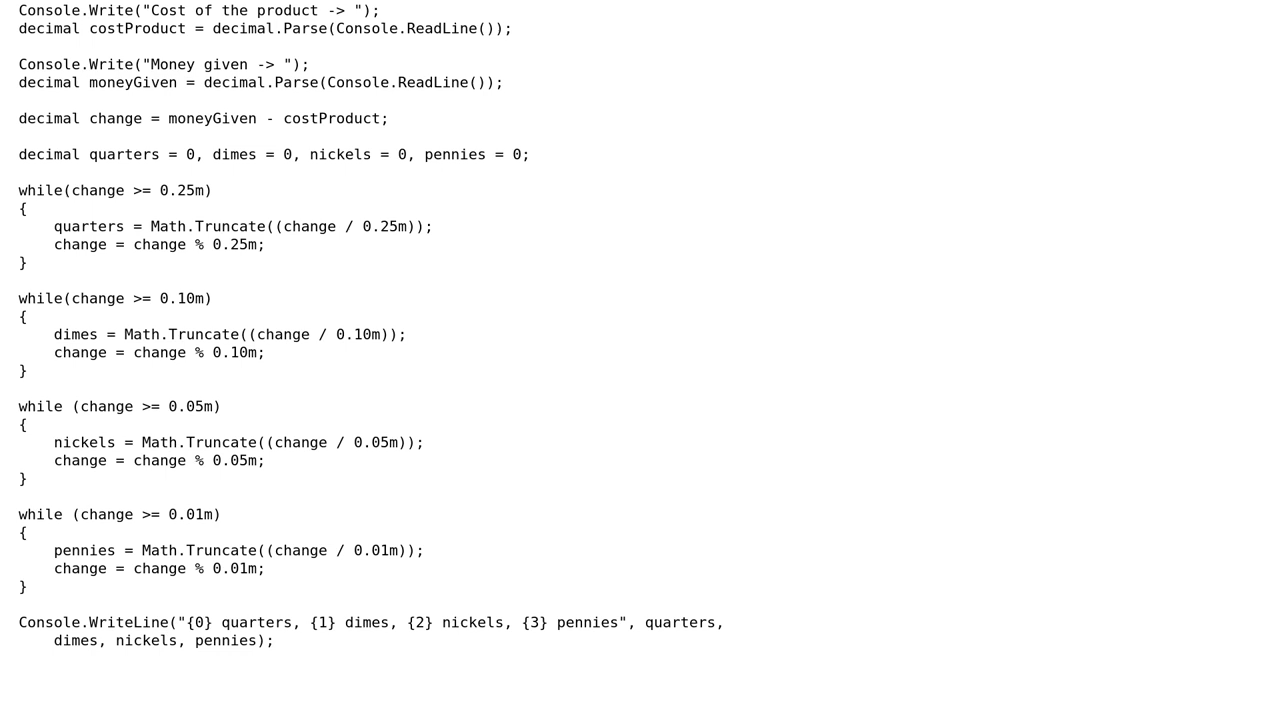 Console.Write("Cost of the product -> ");
decimal costProduct = decimal.Parse(Console.ReadLine());

Console.Write("Money given -> ");
decimal moneyGiven = decimal.Parse(Console.ReadLine());

decimal change = moneyGiven - costProduct;

decimal quarters = 0, dimes = 0, nickels = 0, pennies = 0;

while(change >= 0.25m)
{
    quarters = Math.Truncate((change / 0.25m));
    change = change % 0.25m;
}

while(change >= 0.10m)
{
    dimes = Math.Truncate((change / 0.10m));
    change = change % 0.10m;
}

while (change >= 0.05m)
{
    nickels = Math.Truncate((change / 0.05m));
    change = change % 0.05m;
}

while (change >= 0.01m)
{
    pennies = Math.Truncate((change / 0.01m));
    change = change % 0.01m;
}

Console.WriteLine("{0} quarters, {1} dimes, {2} nickels, {3} pennies", quarters,
    dimes, nickels, pennies);